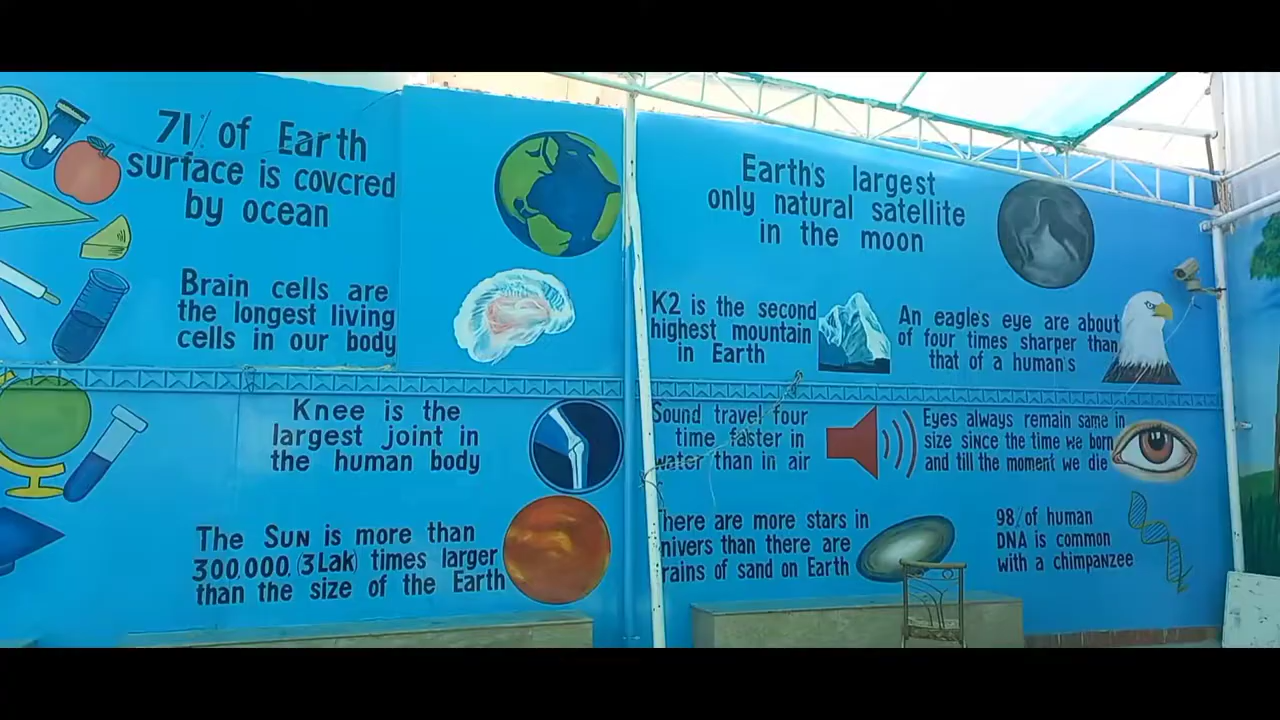 71% of Earth
surface is covcred
by ocean
Brain cells are
the longest living
cells in our body
Knee is the
largest joint in
the human body
The Sun is more than
300,000, (3Lak) times larger
than the size of the Earth
Earth's largest
only natural satellite
in the moon
K2 is the second
highest mountain
in Earth
An eagle's eye are about
of four times sharper than
that of a human's
Sound travel four
time faster in
water than in air
Eyes always remain same in
size since the time we born
and till the moment we die
here are more stars in
nivers than there are
rains of sand on Earth
98% of human
DNA is common
with a chimpanzee